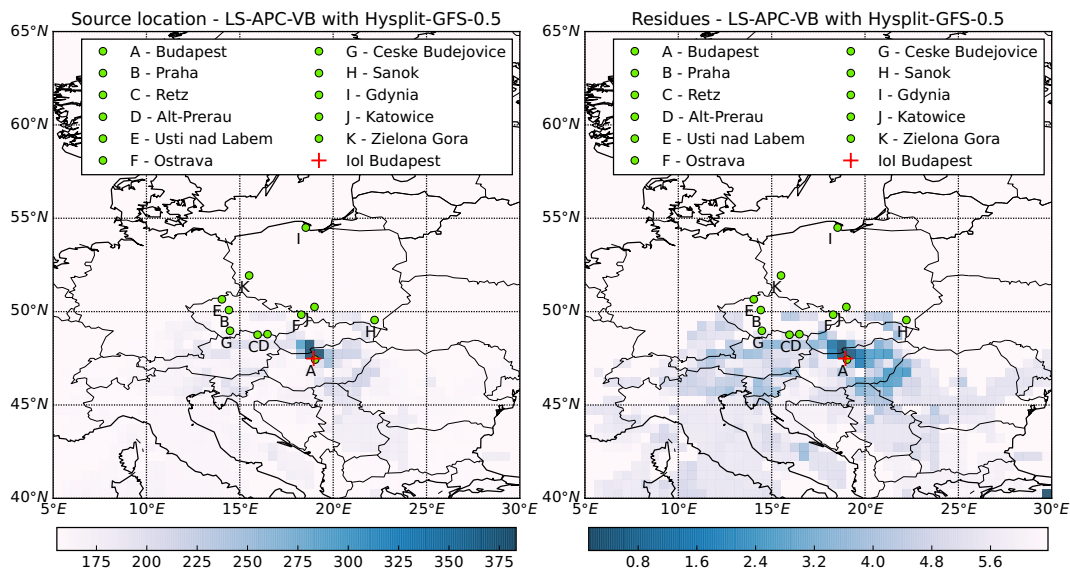 Source location - LS-APC-VB with Hysplit-GFS-0.5
65°N
60°N
55°N
50°N
45°N
40°N
A - Budapest
B - Praha
C - Retz
D - Alt-Prerau
E - Usti nad Labem
F - Ostrava
G - Ceske Budejovice
H - Sanok
I - Gdynia
J - Katowice
K - Zielona Gora
IoI Budapest
I
K
E
B
G
C
D
F
J
H
A
5°E
10°E
15°E
20°E
25°E
30°E
175
200
225
250
275
300
325
350
375
Residues - LS-APC-VB with Hysplit-GFS-0.5
65°N
60°N
55°N
50°N
45°N
40°N
A - Budapest
B - Praha
C - Retz
D - Alt-Prerau
E - Usti nad Labem
F - Ostrava
G - Ceske Budejovice
H - Sanok
I - Gdynia
J - Katowice
K - Zielona Gora
IoI Budapest
I
K
E
B
G
C
D
F
J
H
A
5°E
10°E
15°E
20°E
25°E
30°E
0.8
1.6
2.4
3.2
4.0
4.8
5.6